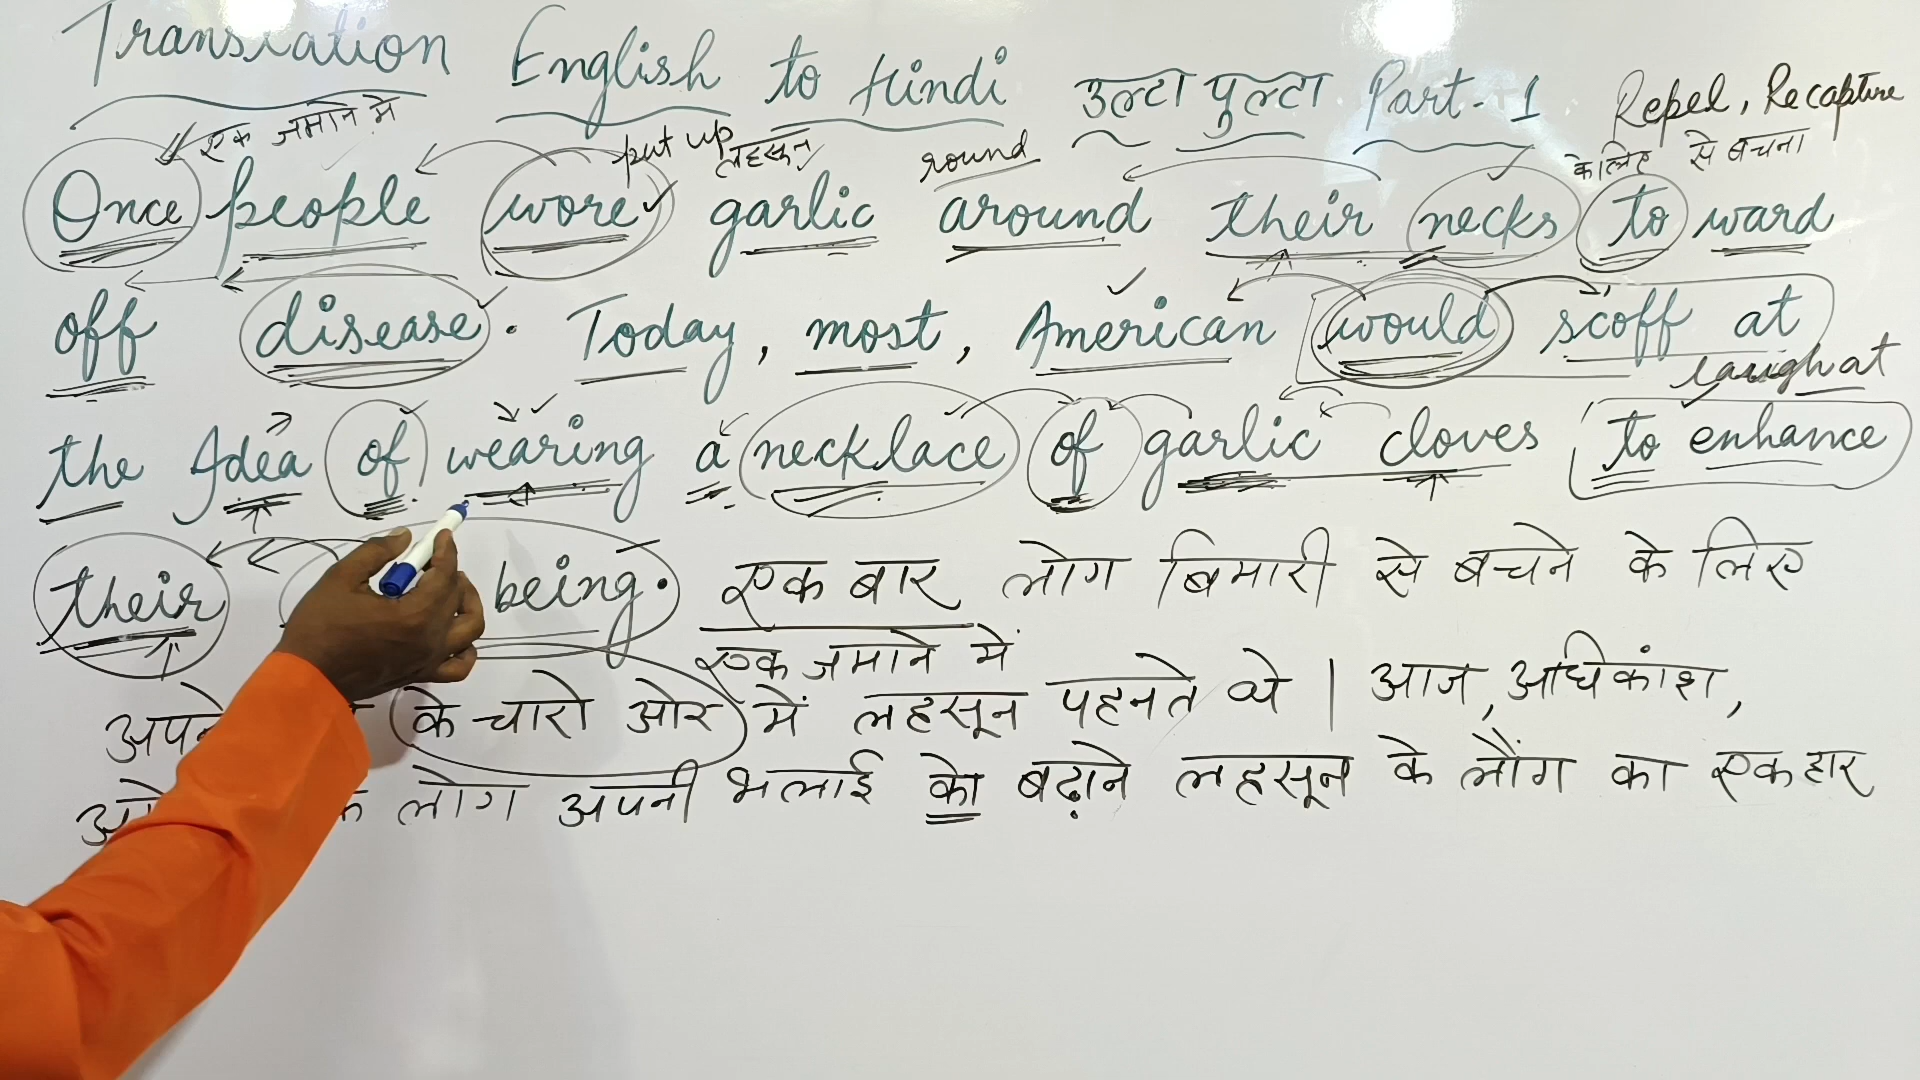 Translation English to Hindi उल्टा पुल्टा Part-1 Repel, Recapture
एक जमाने में put up लहसून round के लिए से बचना
Once people wore garlic around their necks to ward
off disease. Today, most, American would scoff at
laugh at
the Idea of wearing a necklace of garlic cloves to enhance
their being. एक बार लोग बिमारी से बचने के लिए
एक जमाने में
के चारो ओर में लहसून पहनते थे | आज, अधिकांश,
लोग अपनी भलाई को बढ़ाने लहसून के लौंग का एक हार